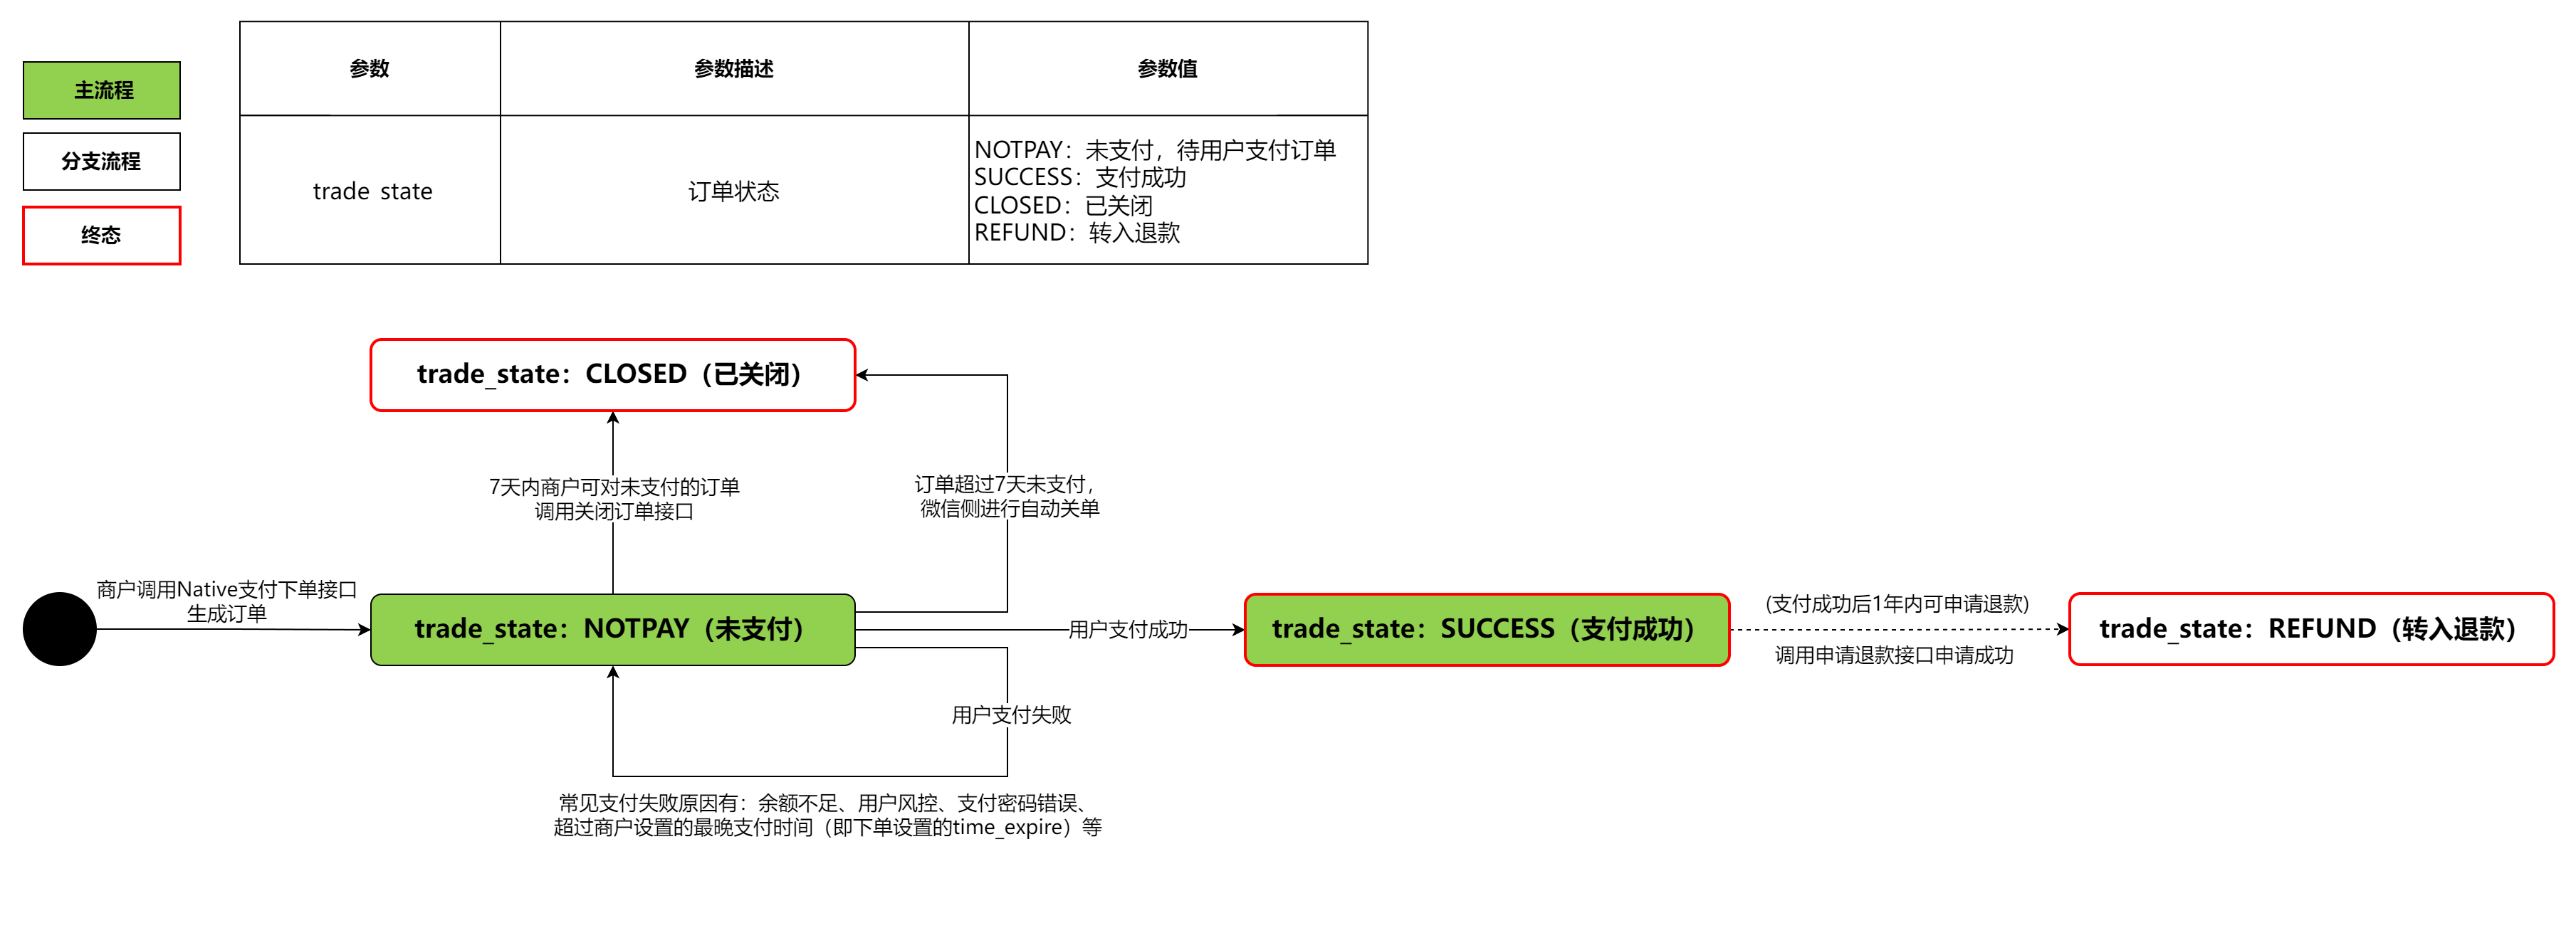 主流程
分支流程
终态
参数
参数描述
参数值
trade state
订单状态
NOTPAY：未支付，待用户支付订单
SUCCESS：支付成功
CLOSED：已关闭
REFUND：转入退款
trade_state：CLOSED（已关闭）
7天内商户可对未支付的订单
调用关闭订单接口
订单超过7天未支付，
微信侧进行自动关单
商户调用Native支付下单接口
生成订单
trade_state：NOTPAY（未支付）
用户支付成功
trade_state：SUCCESS（支付成功）
(支付成功后1年内可申请退款)
调用申请退款接口申请成功
trade_state：REFUND（转入退款）
用户支付失败
常见支付失败原因有：余额不足、用户风控、支付密码错误、
超过商户设置的最晚支付时间（即下单设置的time_expire）等